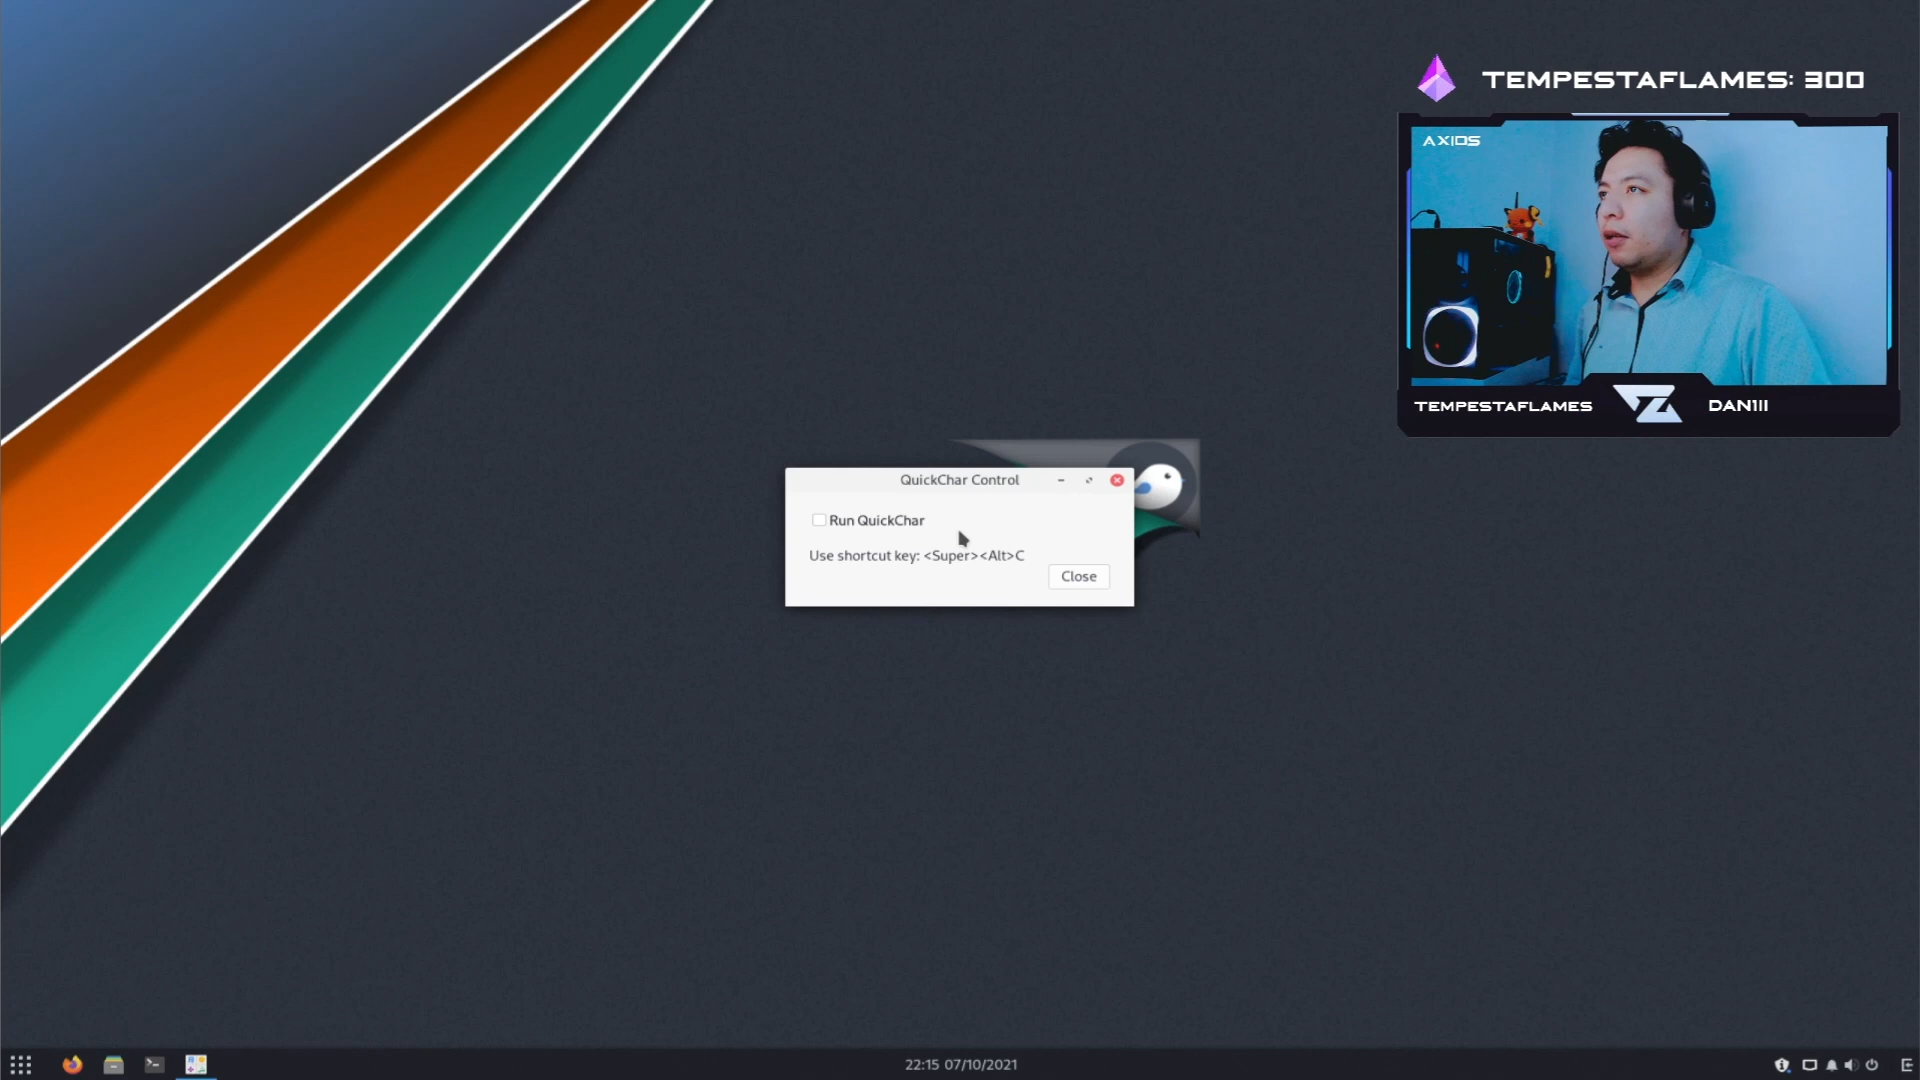 TEMPESTAFLAMES: 300
AXIOS
TEMPESTAFLAMES
DAN1II
QuickChar Control
Run QuickChar
Use shortcut key: <Super><Alt>C
Close
22:15 07/10/2021